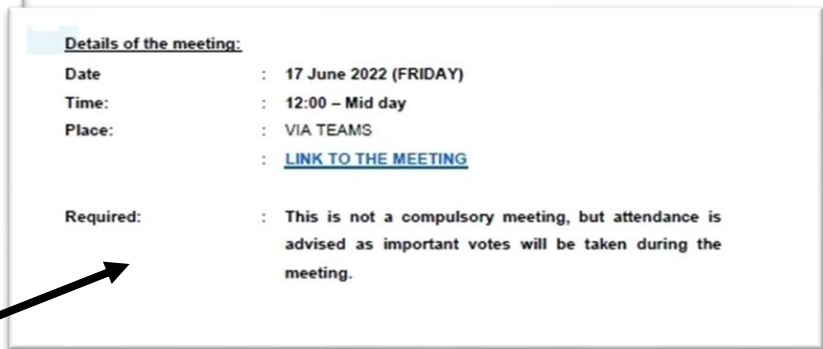 Details of the meeting:
Date : 17 June 2022 (FRIDAY)
Time: : 12:00 – Mid day
Place: : VIA TEAMS
: LINK TO THE MEETING
Required: : This is not a compulsory meeting, but attendance is
advised as important votes will be taken during the
meeting.